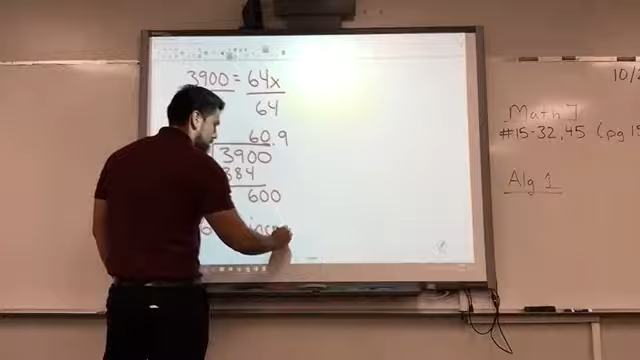 3900 = 64x
64
60.9
3900
384
600
10/2
Math 7
#15-32, 45 (pg 15
Alg 1